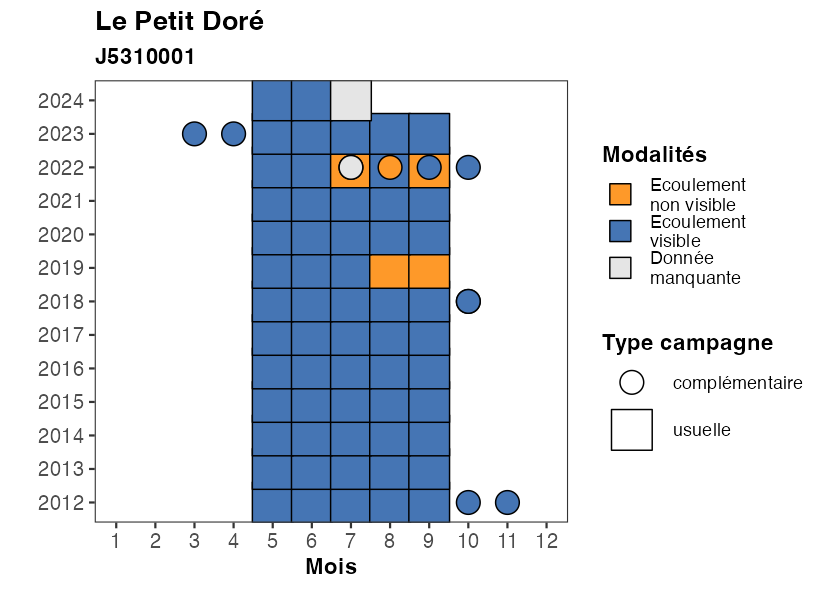 Le Petit Doré
J5310001
2024
2023
2022
2021
2020
2019
2018
2017
2016
2015
2014
2013
2012
1 2 3 4 5 6 7 8 9 10 11 12
Mois
Modalités
Ecoulement
non visible
Ecoulement
visible
Donnée
manquante
Type campagne
complémentaire
usuelle